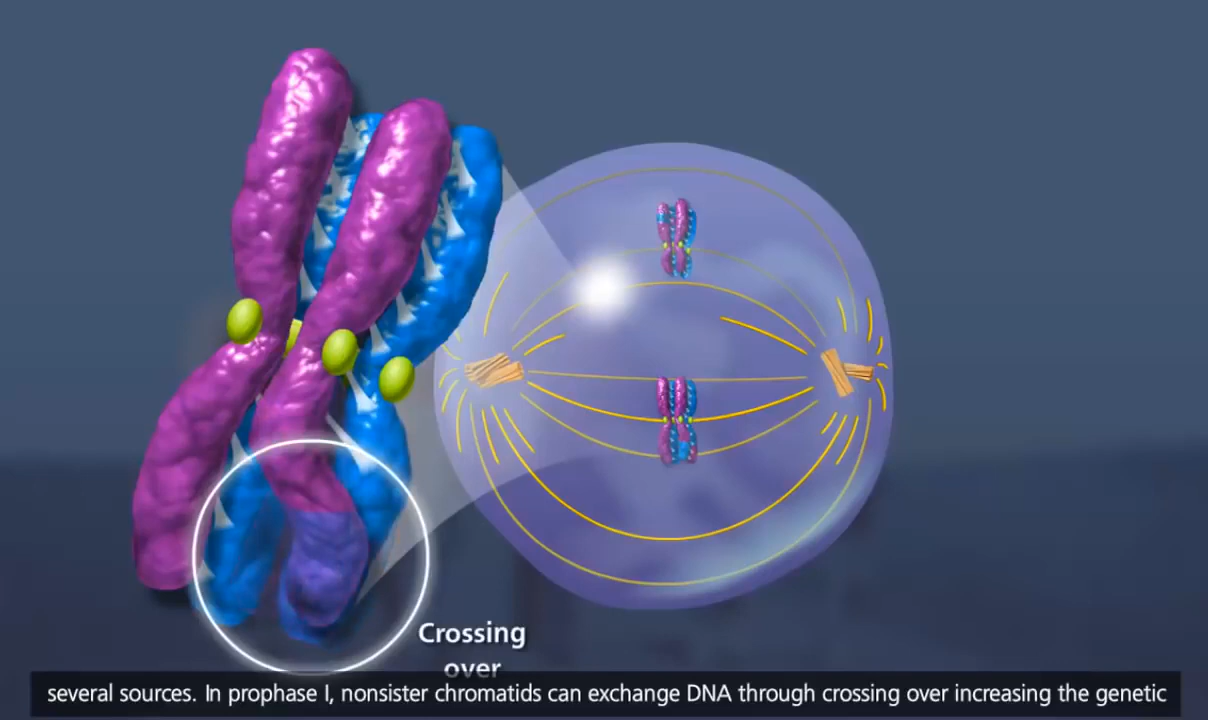 Crossing
over
several sources. In prophase I, nonsister chromatids can exchange DNA through crossing over increasing the genetic